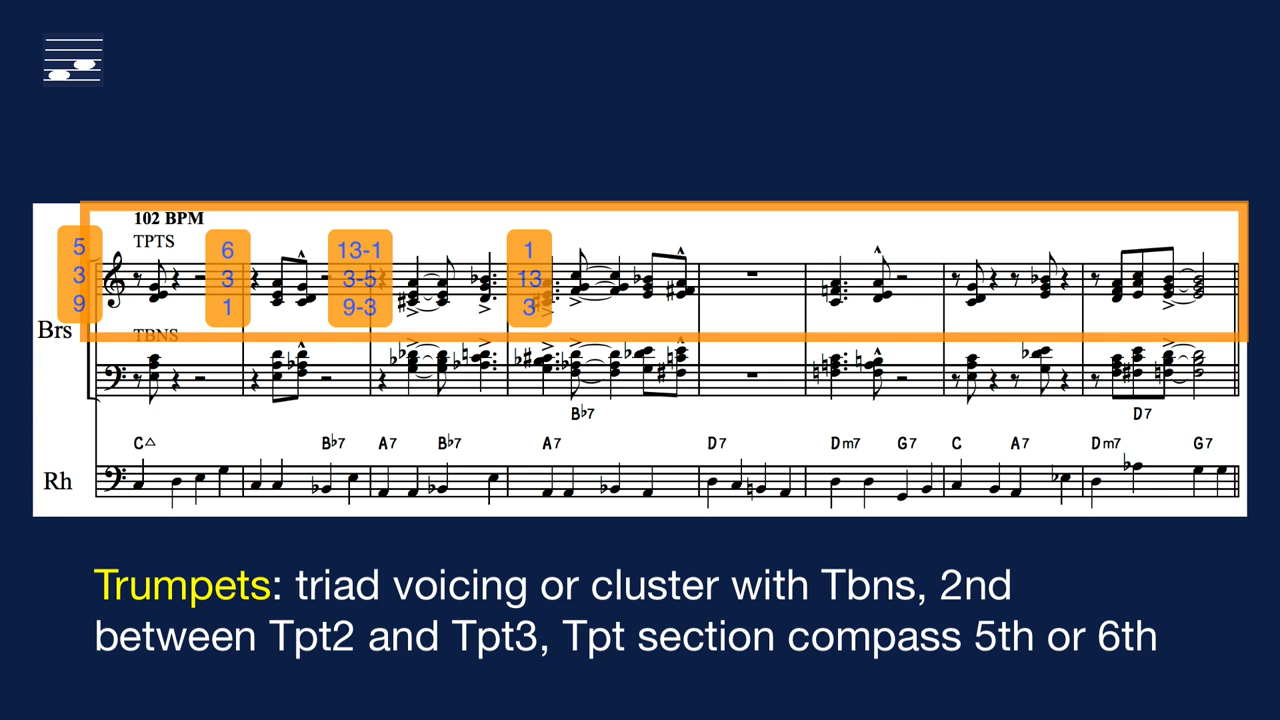 102 BPM
TPTS
5
3
9
6
3
1
13-1
3-5
9-3
1
13
3
Brs
TBNS
B♭7
D7
C△ B♭7 A7 B♭7 A7 D7 Dm7 G7 C A7 Dm7 G7
Rh
Trumpets: triad voicing or cluster with Tbns, 2nd
between Tpt2 and Tpt3, Tpt section compass 5th or 6th